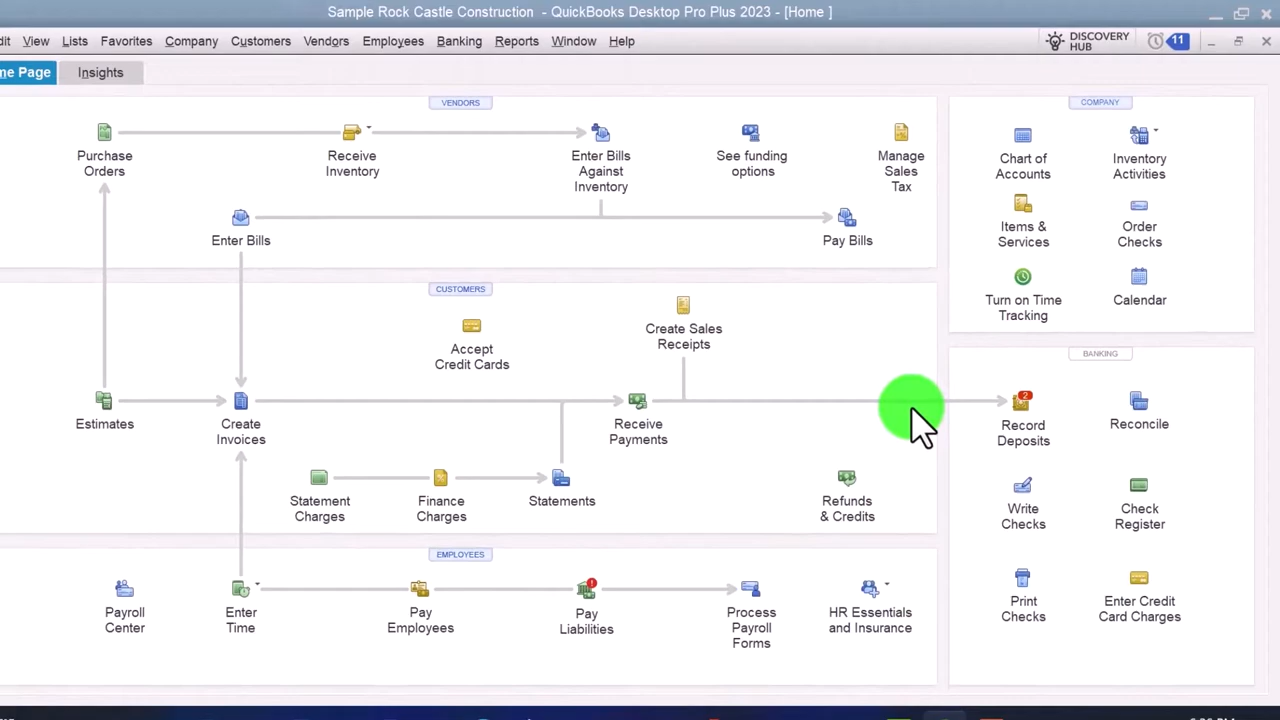 Sample Rock Castle Construction - QuickBooks Desktop Pro Plus 2023 - [Home ]
dit View Lists Favorites Company Customers Vendors Employees Banking Reports Window Help
DISCOVERY
HUB
11
me Page Insights
VENDORS
Purchase
Orders
Receive
Inventory
Enter Bills
Against
Inventory
See funding
options
Manage
Sales
Tax
Enter Bills
Pay Bills
CUSTOMERS
Accept
Credit Cards
Create Sales
Receipts
Estimates
Create
Invoices
Receive
Payments
Statement
Charges
Finance
Charges
Statements
Refunds
& Credits
EMPLOYEES
Payroll
Center
Enter
Time
Pay
Employees
Pay
Liabilities
Process
Payroll
Forms
HR Essentials
and Insurance
COMPANY
Chart of
Accounts
Inventory
Activities
Items &
Services
Order
Checks
Turn on Time
Tracking
Calendar
BANKING
2
Record
Deposits
Reconcile
Write
Checks
Check
Register
Print
Checks
Enter Credit
Card Charges